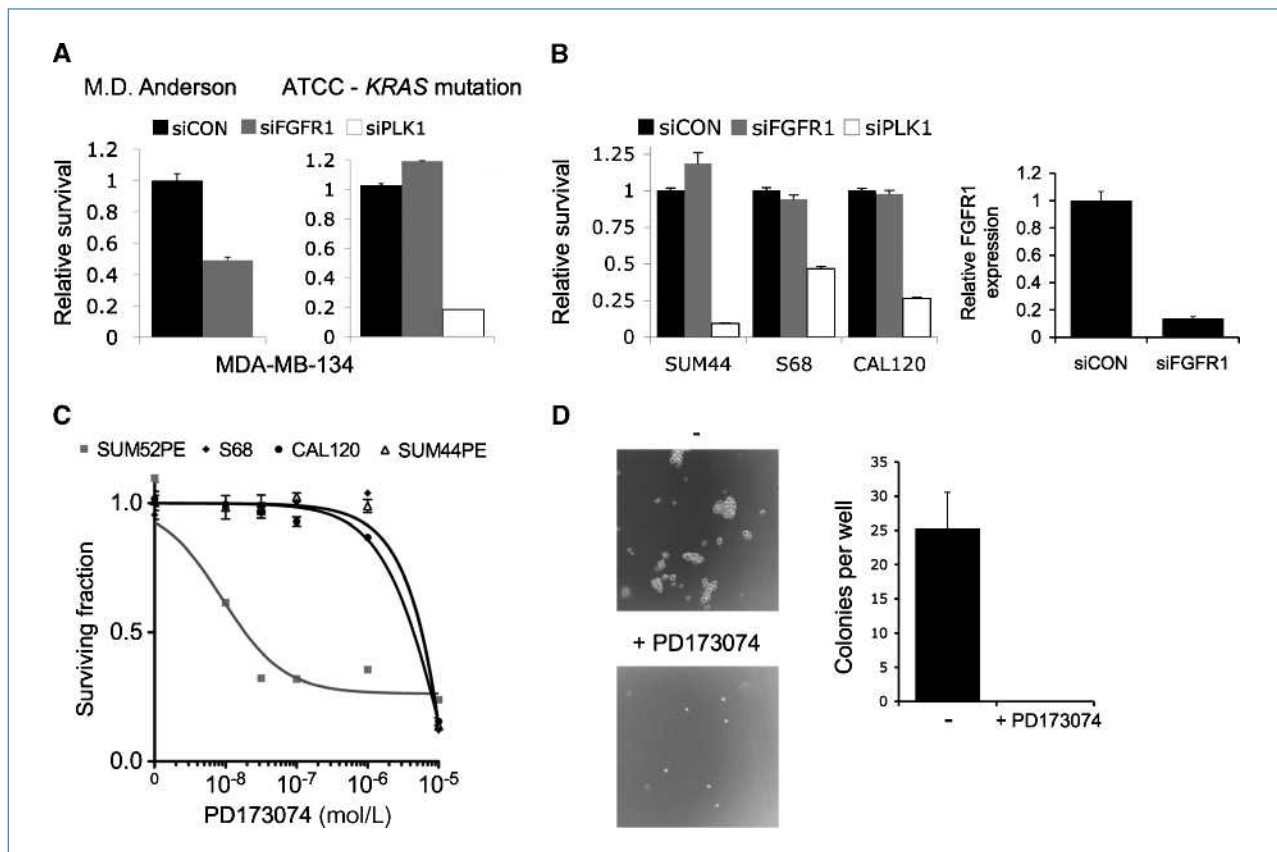 A
M.D. Anderson
ATCC - KRAS mutation
siCON siFGFR1 siPLK1
Relative survival
1.2
1
0.8
0.6
0.4
0.2
0
1.2
1
0.8
0.6
0.4
0.2
0
MDA-MB-134
B
siCON siFGFR1 siPLK1
Relative survival
1.25
1
0.75
0.5
0.25
0
SUM44 S68 CAL120
Relative FGFR1
expression
1.2
1
0.8
0.6
0.4
0.2
0
siCON siFGFR1
C
SUM52PE S68 CAL120 SUM44PE
Surviving fraction
1.0
0.5
0.0
0 10-8 10-7 10-6 10-5
PD173074 (mol/L)
D
-
+ PD173074
Colonies per well
35
30
25
20
15
10
5
0
- + PD173074